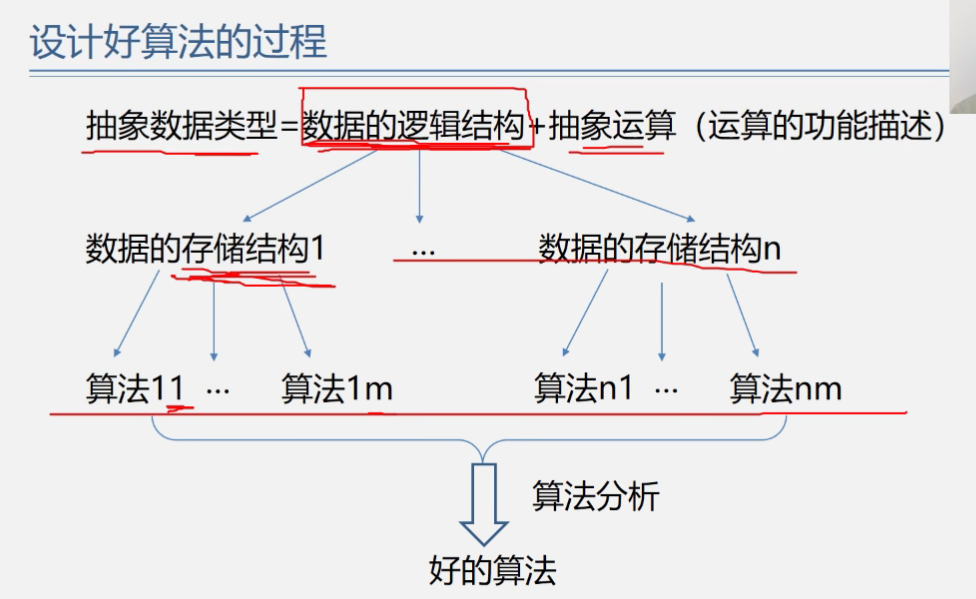 设计好算法的过程
抽象数据类型=数据的逻辑结构+抽象运算（运算的功能描述）
数据的存储结构1 … 数据的存储结构n
算法11 … 算法1m 算法n1 … 算法nm
算法分析
好的算法